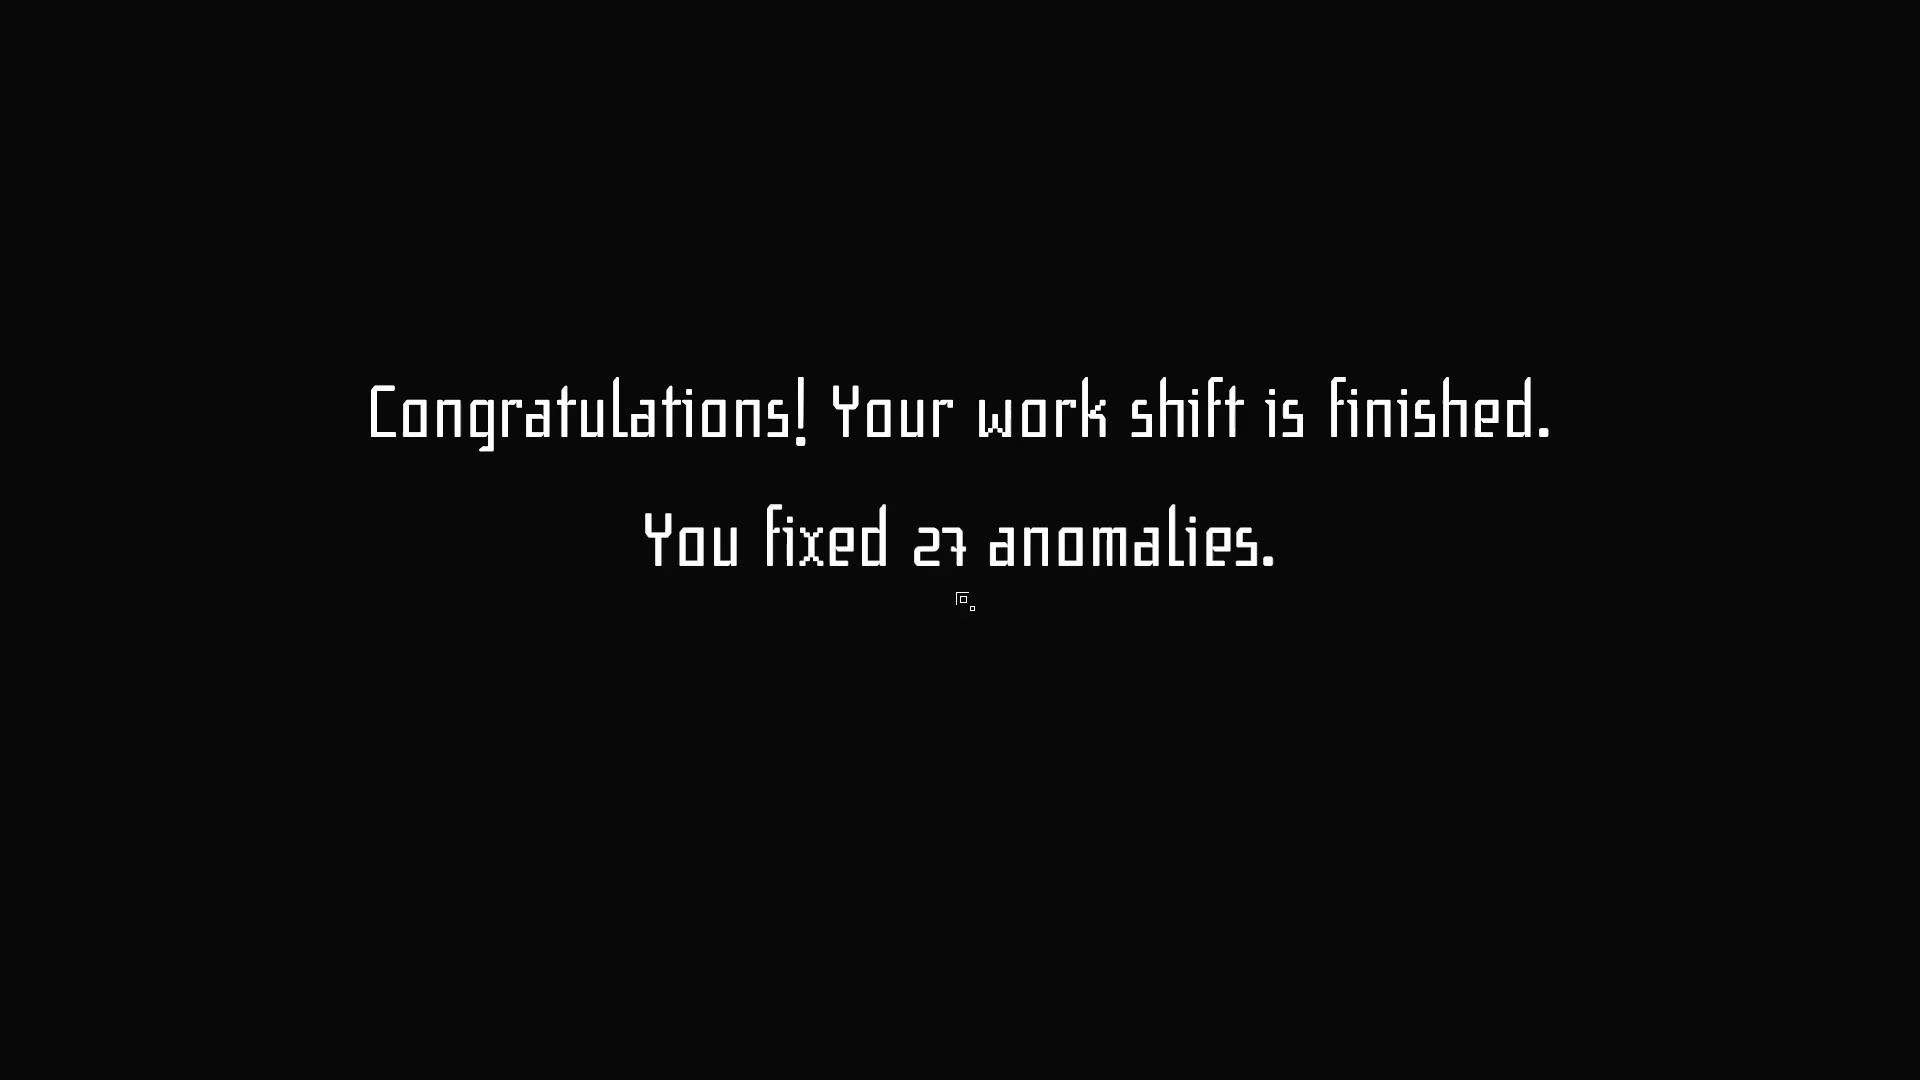 Congratulations! Your work shift is finished.
You fixed 27 anomalies.